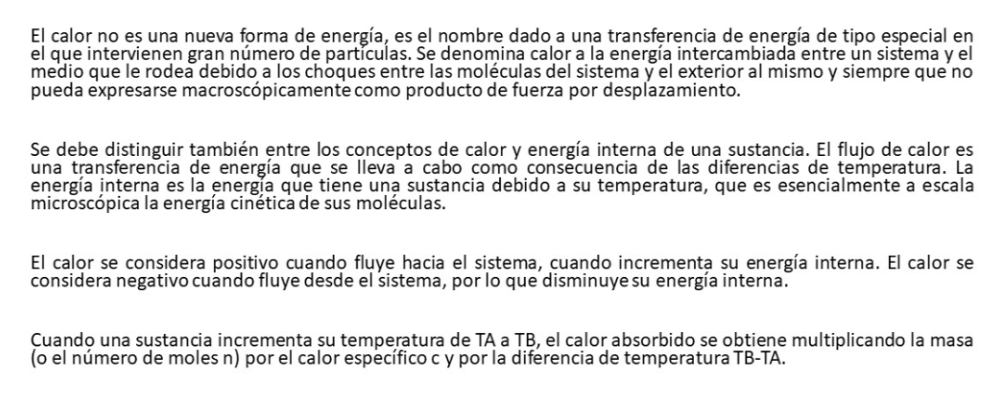 El calor no es una nueva forma de energía, es el nombre dado a una transferencia de energía de tipo especial en
el que intervienen gran número de partículas. Se denomina calor a la energía intercambiada entre un sistema y el
medio que le rodea debido a los choques entre las moléculas del sistema y el exterior al mismo y siempre que no
pueda expresarse macroscópicamente como producto de fuerza por desplazamiento.
Se debe distinguir también entre los conceptos de calor y energía interna de una sustancia. El flujo de calor es
una transferencia de energía que se lleva a cabo como consecuencia de las diferencias de temperatura. La
energía interna es la energía que tiene una sustancia debido a su temperatura, que es esencialmente a escala
microscópica la energía cinética de sus moléculas.
El calor se considera positivo cuando fluye hacia el sistema, cuando incrementa su energía interna. El calor se
considera negativo cuando fluye desde el sistema, por lo que disminuye su energía interna.
Cuando una sustancia incrementa su temperatura de TA a TB, el calor absorbido se obtiene multiplicando la masa
(o el número de moles n) por el calor específico c y por la diferencia de temperatura TB-TA.